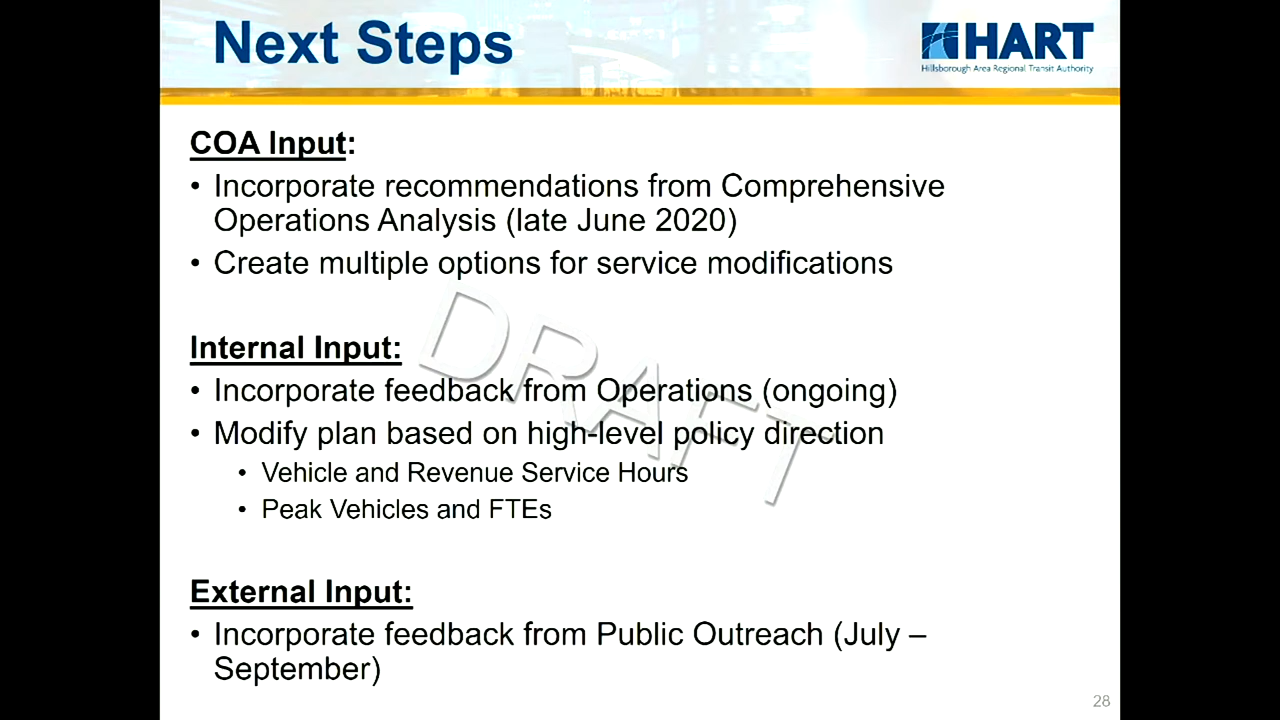 Next Steps
HART
Hillsborough Area Regional Transit Authority
COA Input:
• Incorporate recommendations from Comprehensive
Operations Analysis (late June 2020)
• Create multiple options for service modifications
DRAFT
Internal Input:
• Incorporate feedback from Operations (ongoing)
• Modify plan based on high-level policy direction
• Vehicle and Revenue Service Hours
• Peak Vehicles and FTEs
External Input:
• Incorporate feedback from Public Outreach (July –
September)
28